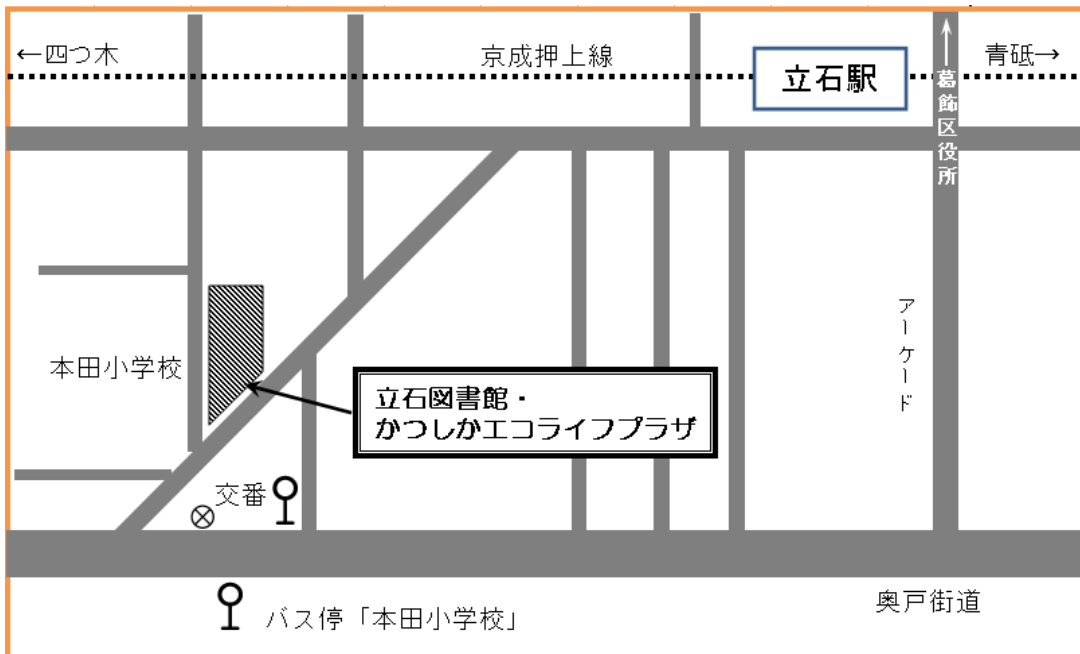 ←四つ木
京成押上線
立石駅
青砥→
↑葛飾区役所
アーケード
本田小学校
立石図書館・
かつしかエコライフプラザ
交番
バス停「本田小学校」
奥戸街道